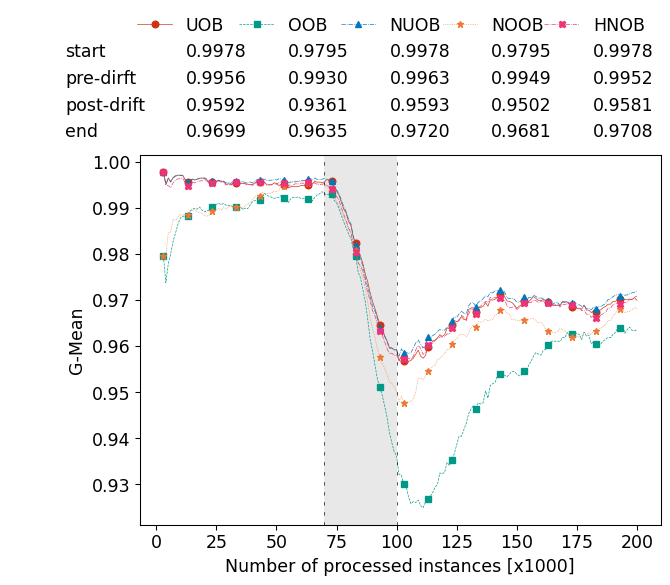 UOB OOB NUOB NOOB HNOB
start 0.9978 0.9795 0.9978 0.9795 0.9978
pre-dirft 0.9956 0.9930 0.9963 0.9949 0.9952
post-drift 0.9592 0.9361 0.9593 0.9502 0.9581
end 0.9699 0.9635 0.9720 0.9681 0.9708
1.00
0.99
0.98
0.97
0.96
0.95
0.94
0.93
G-Mean
0 25 50 75 100 125 150 175 200
Number of processed instances [x1000]